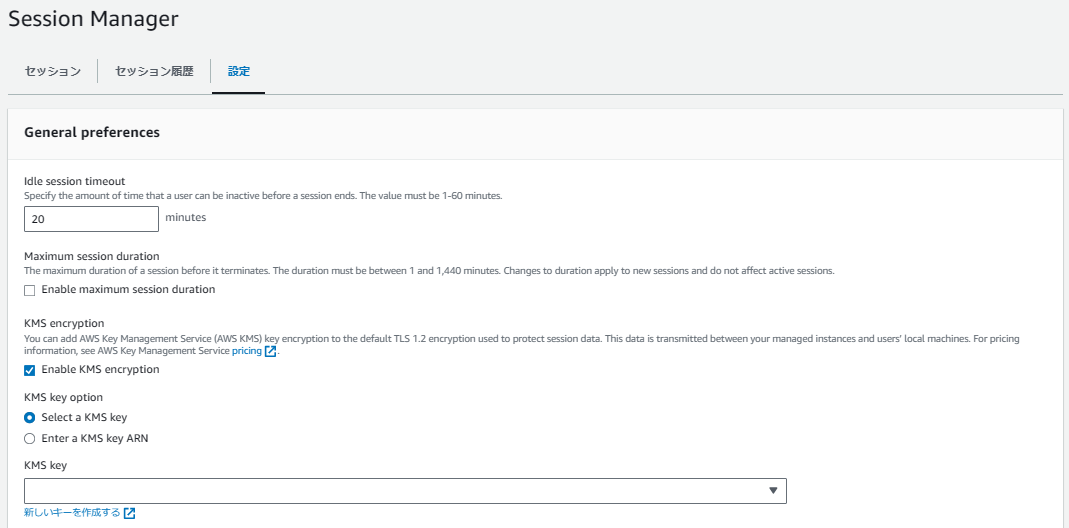 Session Manager
セッション
セッション履歴
設定
General preferences
Idle session timeout
Specify the amount of time that a user can be inactive before a session ends. The value must be 1-60 minutes.
20
minutes
Maximum session duration
The maximum duration of a session before it terminates. The duration must be between 1 and 1,440 minutes. Changes to duration apply to new sessions and do not affect active sessions.
Enable maximum session duration
KMS encryption
You can add AWS Key Management Service (AWS KMS) key encryption to the default TLS 1.2 encryption used to protect session data. This data is transmitted between your managed instances and users' local machines. For pricing
information, see AWS Key Management Service pricing.
Enable KMS encryption
KMS key option
Select a KMS key
Enter a KMS key ARN
KMS key
新しいキーを作成する